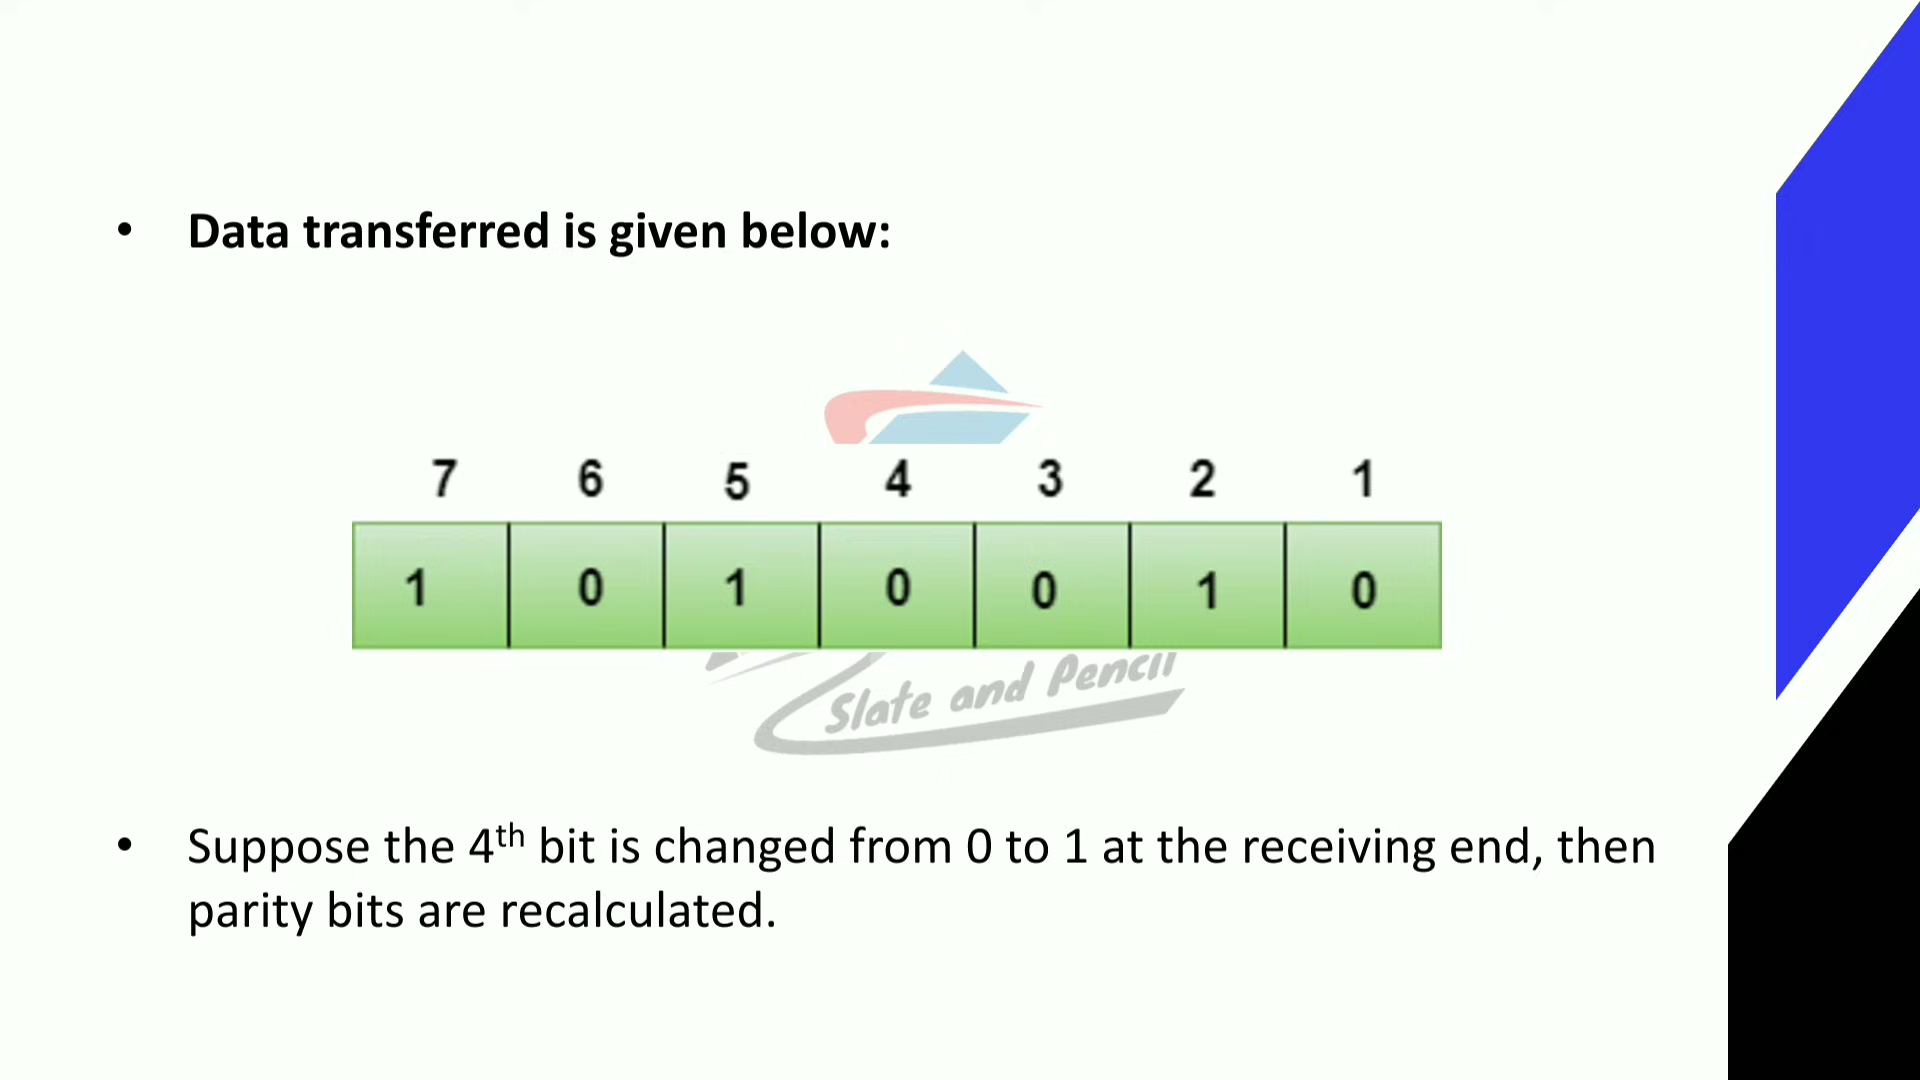 • Data transferred is given below:
7 6 5 4 3 2 1
1 0 1 0 0 1 0
Slate and Pencil
• Suppose the 4th bit is changed from 0 to 1 at the receiving end, then
parity bits are recalculated.